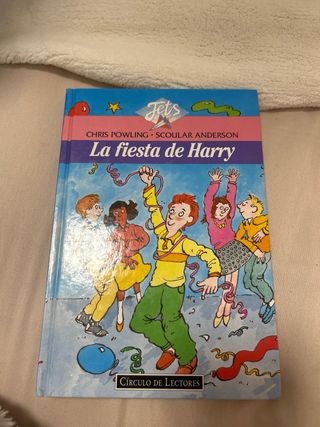 Jets
CHRIS POWLING • SCOULAR ANDERSON
La fiesta de Harry
CÍRCULO DE LECTORES